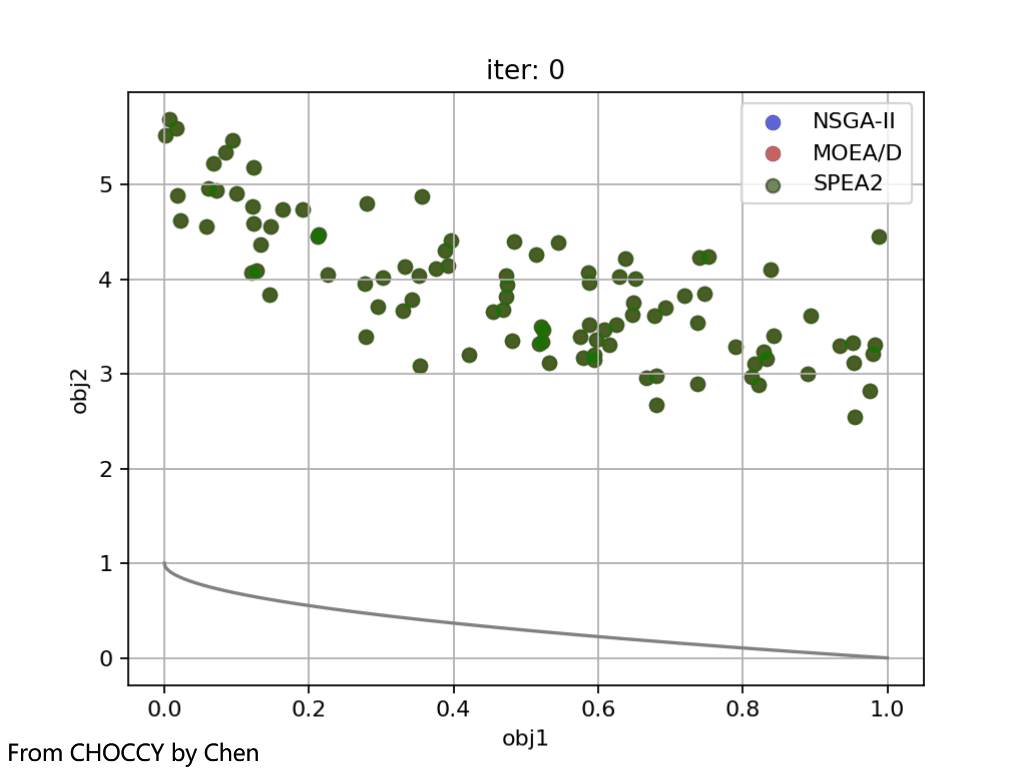 iter: 0
NSGA-II
MOEA/D
SPEA2
obj2
5
4
3
2
1
0
0.0 0.2 0.4 0.6 0.8 1.0
obj1
From CHOCCY by Chen